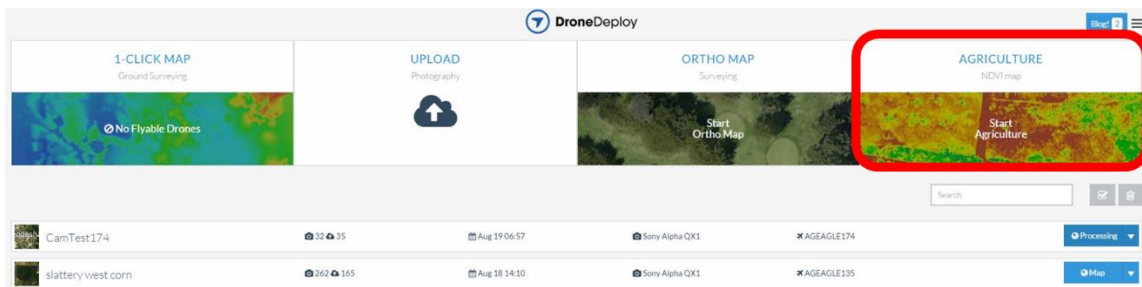 DroneDeploy
Blog! 2
1-CLICK MAP
Ground Surveying
No Flyable Drones
UPLOAD
Photography
ORTHO MAP
Surveying
Start
Ortho Map
AGRICULTURE
NDVI map
Start
Agriculture
Search
CamTest174 32 35 Aug 19 06:57 Sony Alpha QX1 AGEAGLE174 Processing
slattery west corn 262 165 Aug 18 14:10 Sony Alpha QX1 AGEAGLE135 Map